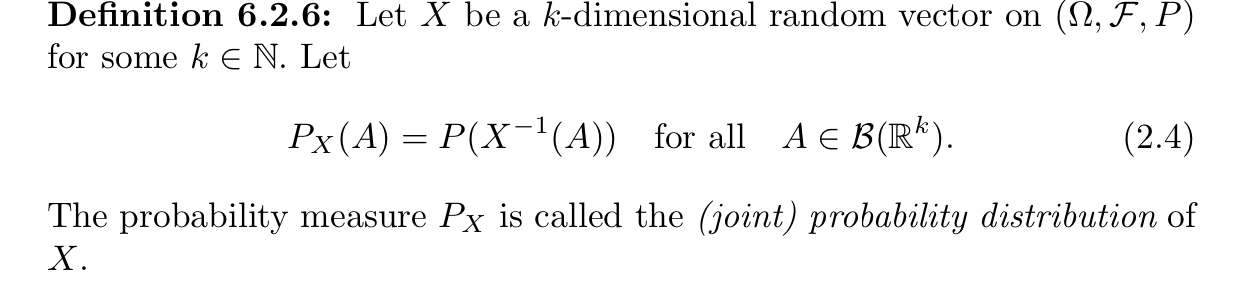 Definition 6.2.6: Let X be a k-dimensional random vector on (Ω, ℱ, P)
for some k ∈ ℕ. Let
P_X(A) = P(X⁻¹(A)) for all A ∈ ℬ(ℝᵏ). (2.4)
The probability measure P_X is called the (joint) probability distribution of
X.